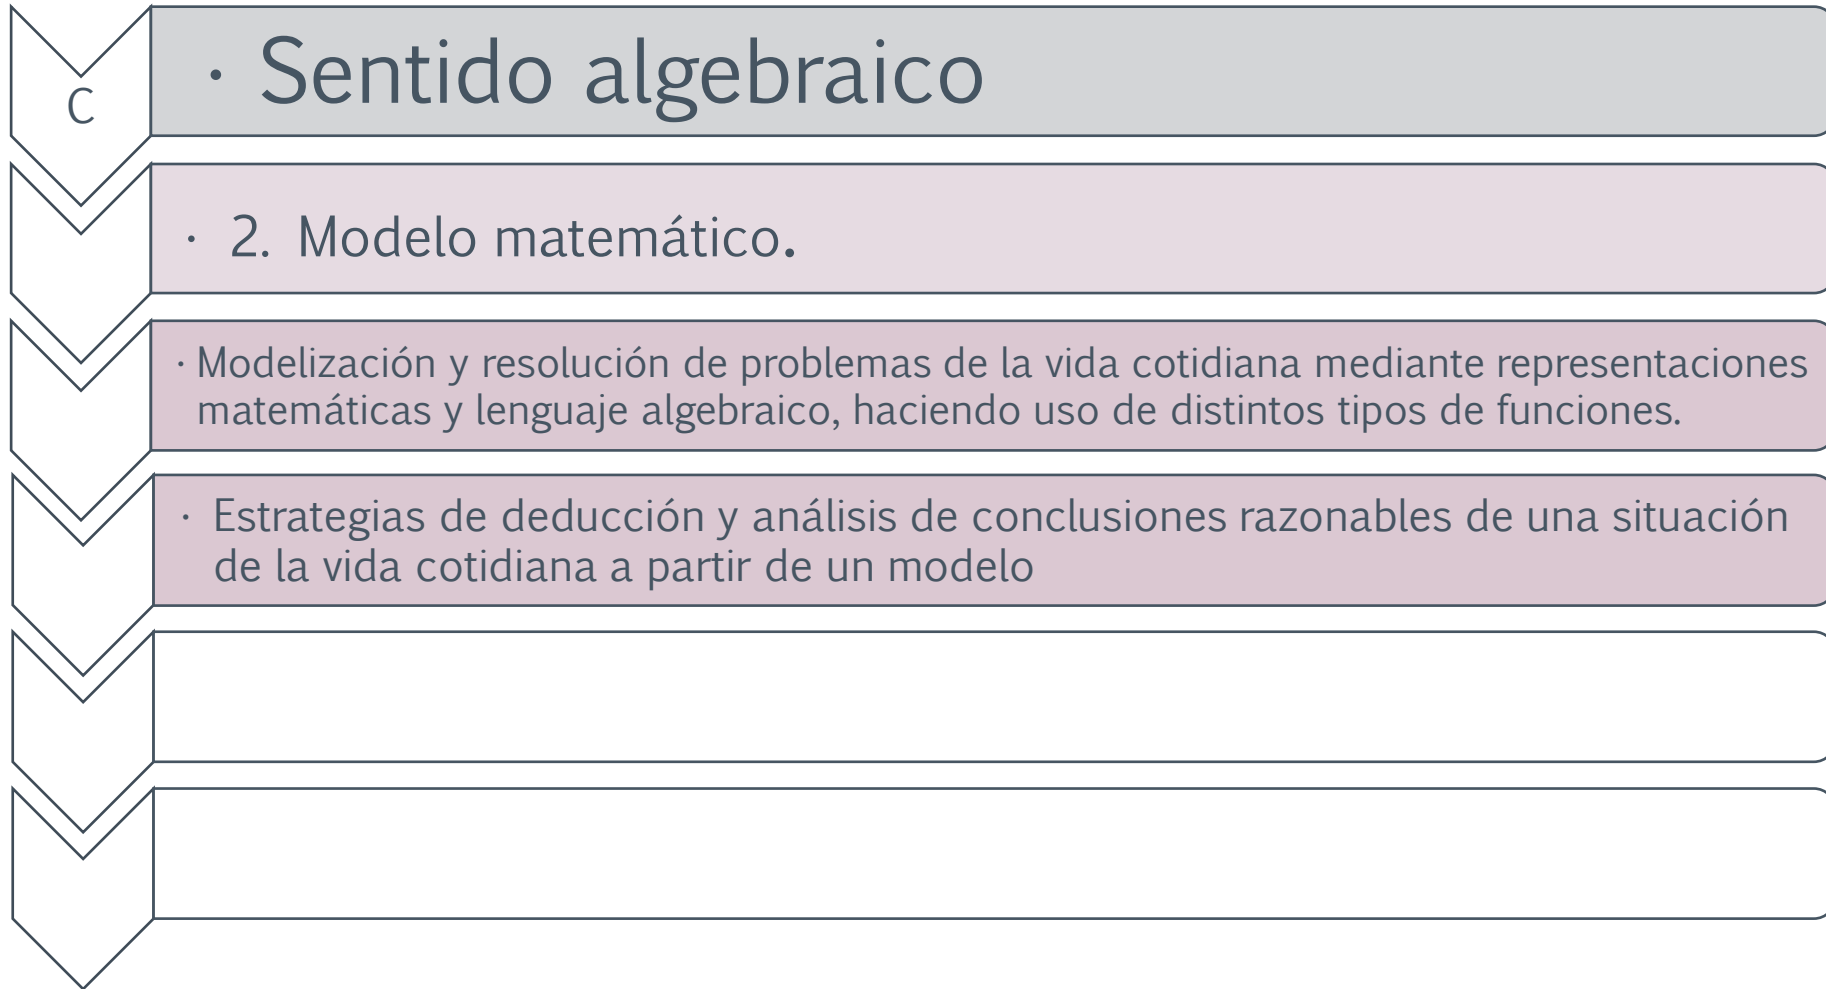 C
· Sentido algebraico
· 2. Modelo matemático.
· Modelización y resolución de problemas de la vida cotidiana mediante representaciones
matemáticas y lenguaje algebraico, haciendo uso de distintos tipos de funciones.
· Estrategias de deducción y análisis de conclusiones razonables de una situación
de la vida cotidiana a partir de un modelo